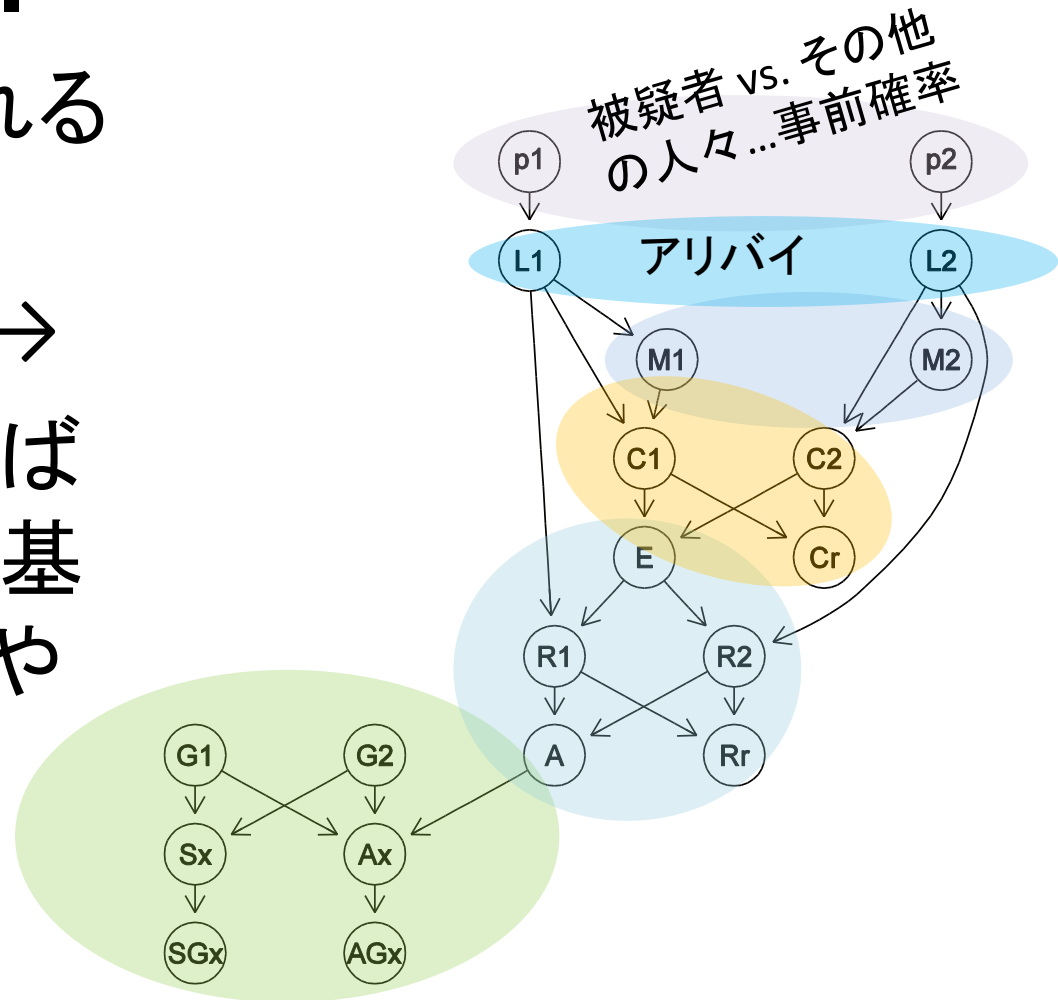 れる
→
ば
基
や
被疑者 vs. その他
の人々...事前確率
p1
p2
L1
アリバイ
L2
M1
M2
C1
C2
E
Cr
R1
R2
G1
G2
A
Rr
Sx
Ax
SGx
AGx